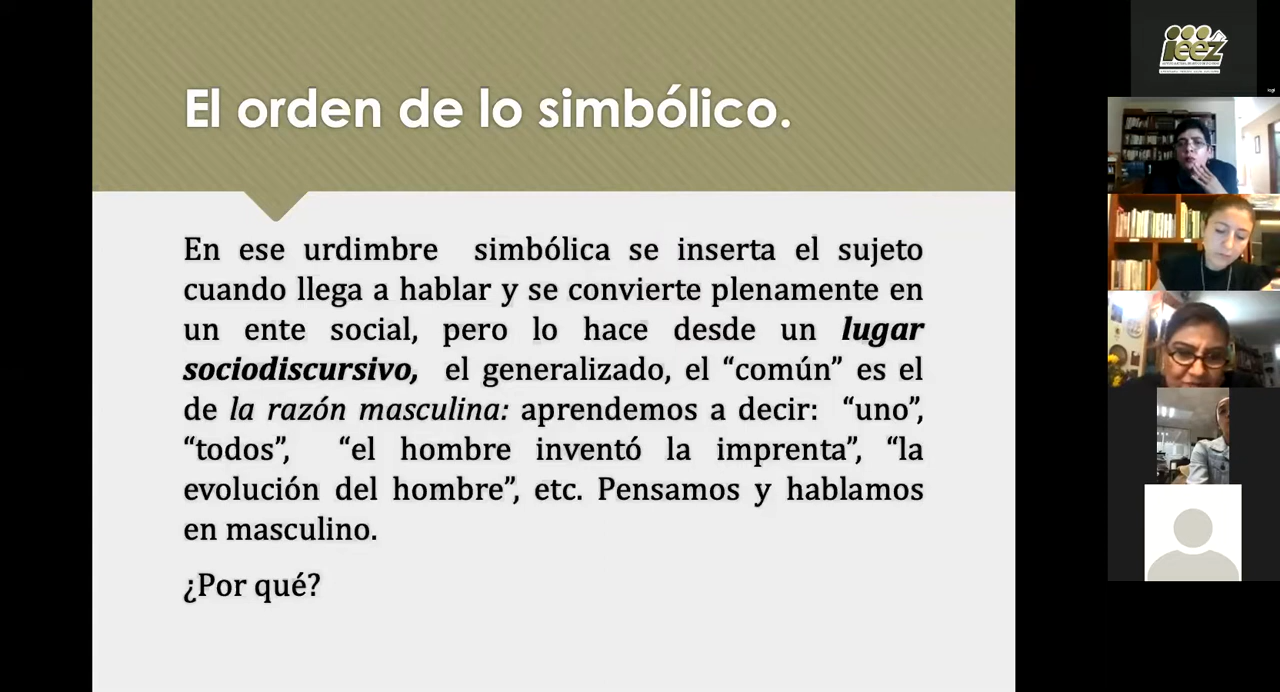 El orden de lo simbólico.
En ese urdimbre simbólica se inserta el sujeto
cuando llega a hablar y se convierte plenamente en
un ente social, pero lo hace desde un lugar
sociodiscursivo, el generalizado, el “común” es el
de la razón masculina: aprendemos a decir: “uno”,
“todos”, “el hombre inventó la imprenta”, “la
evolución del hombre”, etc. Pensamos y hablamos
en masculino.
¿Por qué?
ieez